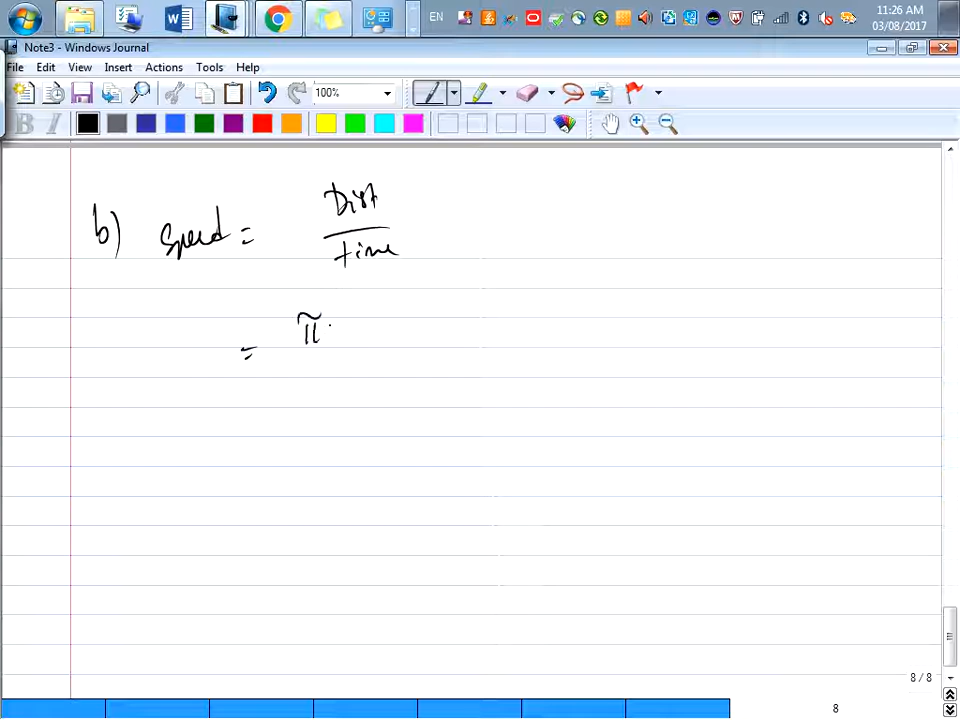 EN
11:26 AM
03/08/2017
Note3 - Windows Journal
File Edit View Insert Actions Tools Help
100%
B I
b) Speed = Dist
time
= π
8 / 8
8